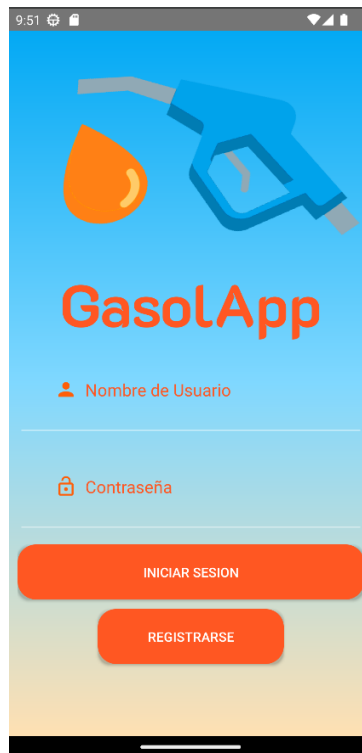 9:51
GasolApp
Nombre de Usuario
Contraseña
INICIAR SESION
REGISTRARSE